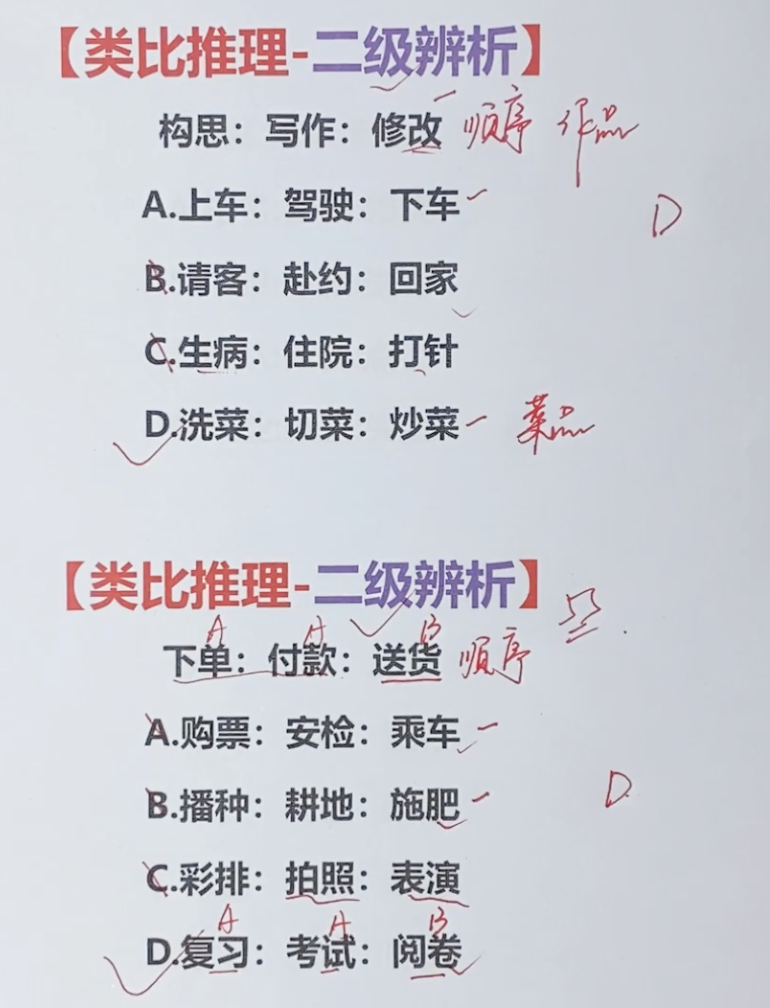 【类比推理-二级辨析】
构思：写作：修改 顺序 作品
A.上车：驾驶：下车
D
B.请客：赴约：回家
C.生病：住院：打针
D.洗菜：切菜：炒菜 菜品
【类比推理-二级辨析】
A A B
下单：付款：送货 顺序
A.购票：安检：乘车
B.播种：耕地：施肥
D
C.彩排：拍照：表演
A A B
D.复习：考试：阅卷